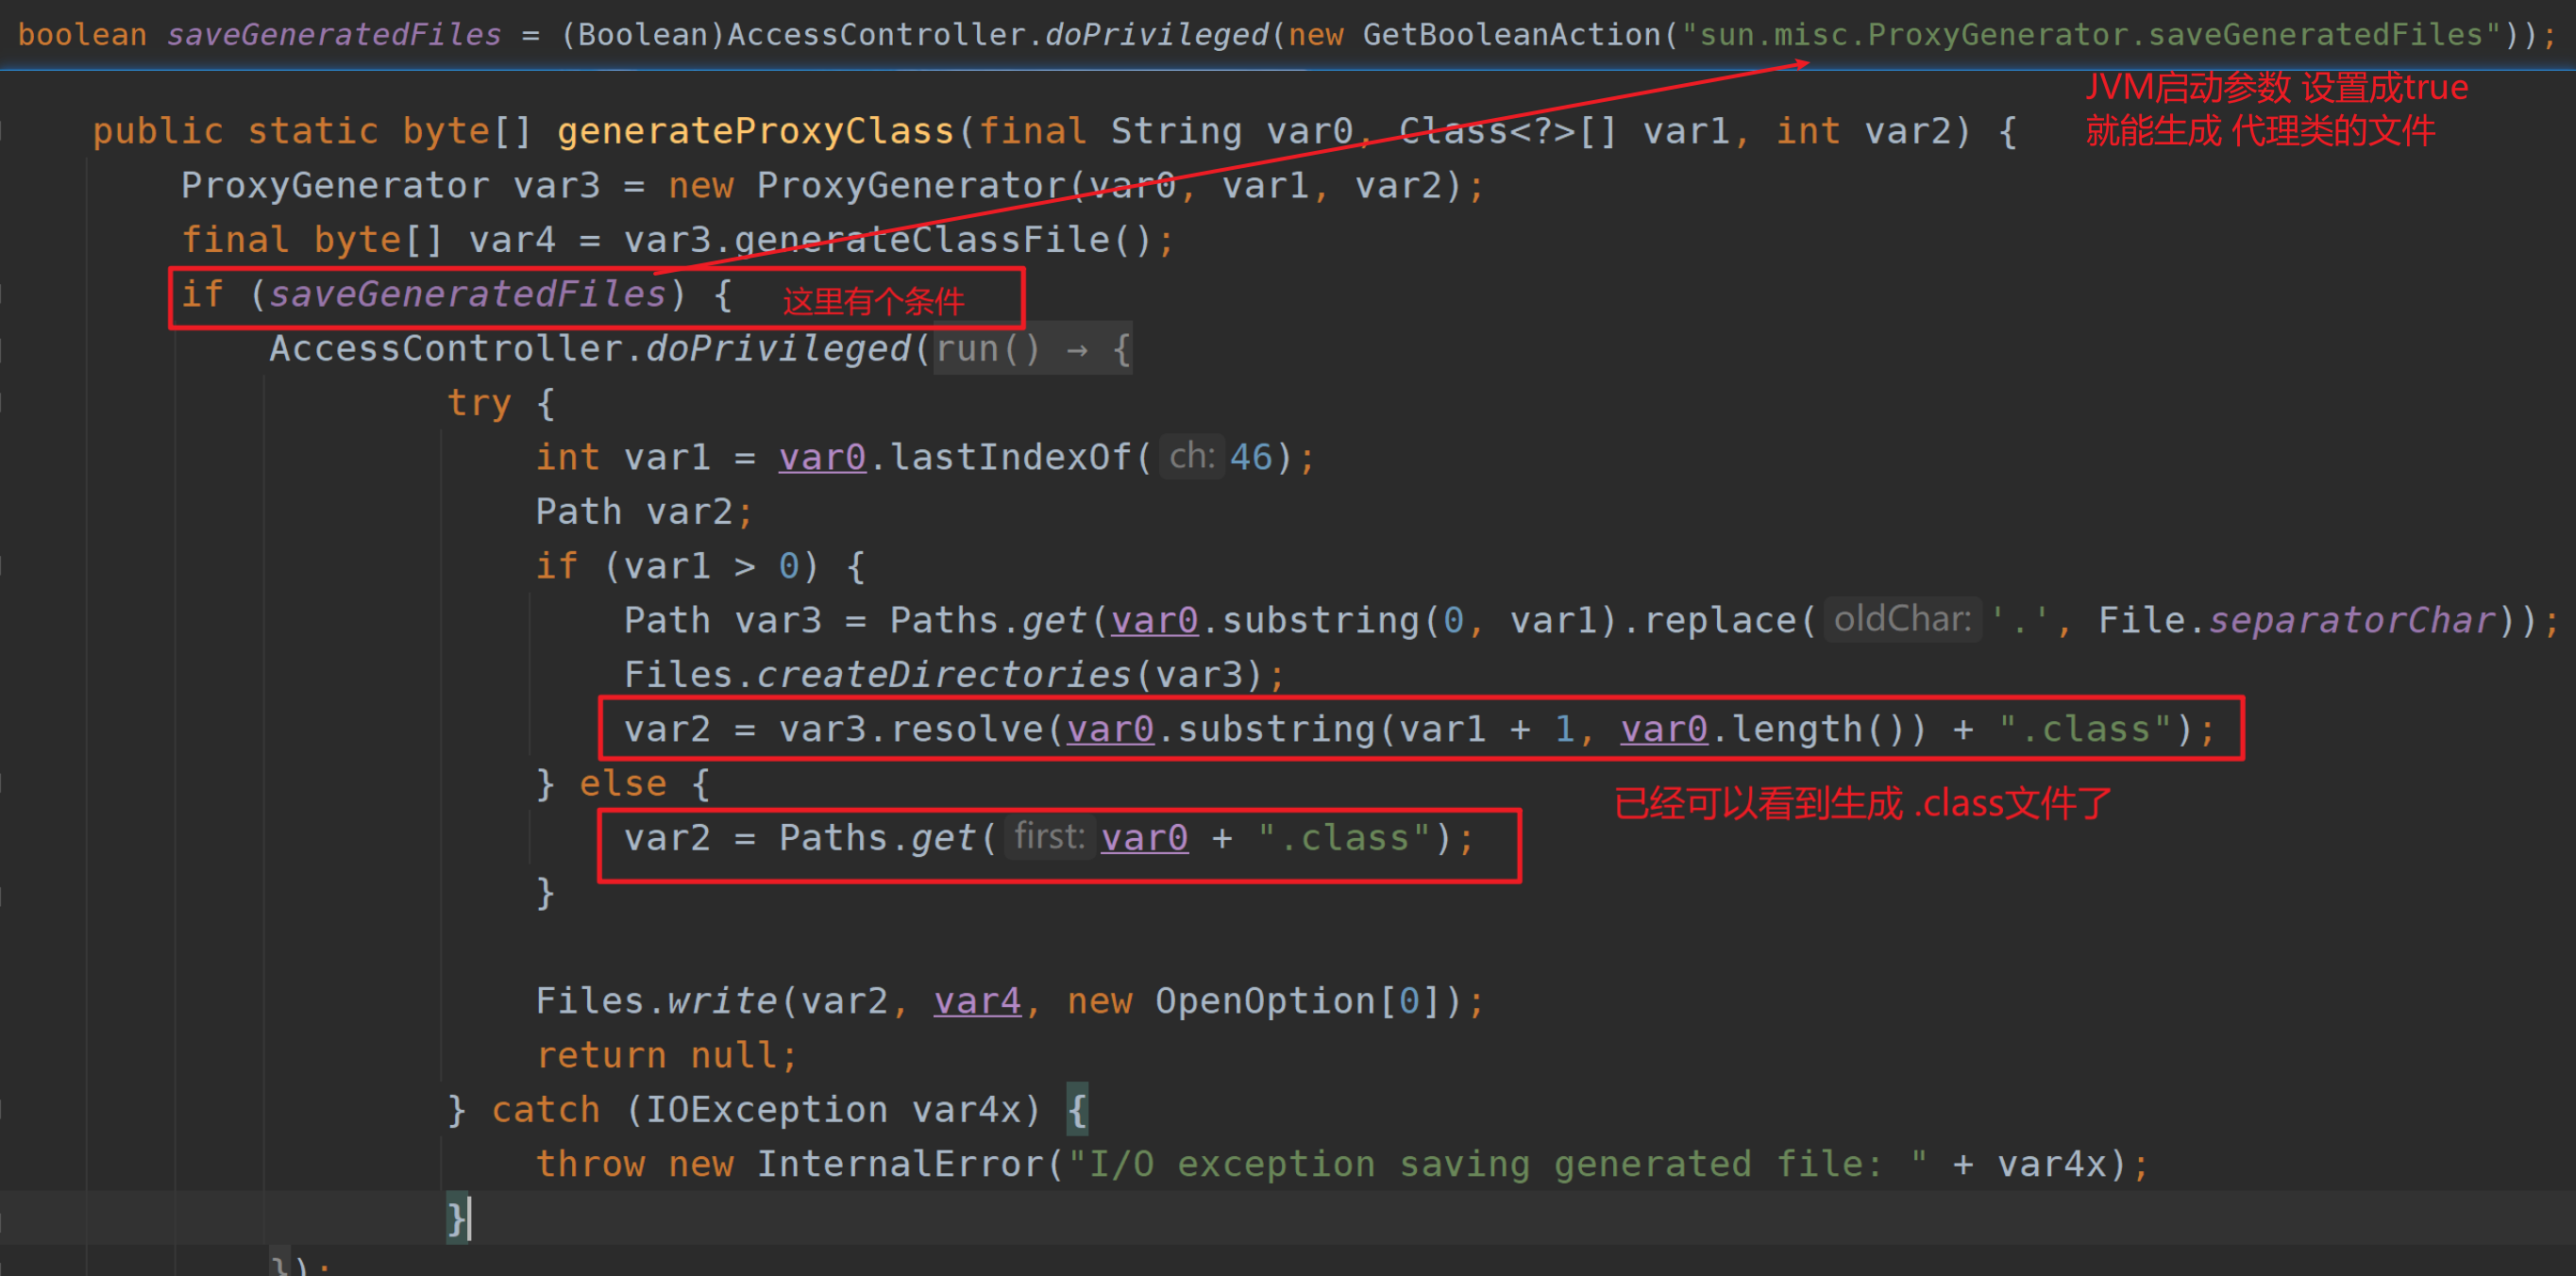 boolean saveGeneratedFiles = (Boolean)AccessController.doPrivileged(new GetBooleanAction("sun.misc.ProxyGenerator.saveGeneratedFiles"));
JVM启动参数 设置成true
public static byte[] generateProxyClass(final String var0, Class<?>[] var1, int var2) {
就能生成 代理类的文件
ProxyGenerator var3 = new ProxyGenerator(var0, var1, var2);
final byte[] var4 = var3.generateClassFile();
if (saveGeneratedFiles) { 这里有个条件
AccessController.doPrivileged(run() → {
try {
int var1 = var0.lastIndexOf( ch: 46);
Path var2;
if (var1 > 0) {
Path var3 = Paths.get(var0.substring(0, var1).replace( oldChar: '.', File.separatorChar));
Files.createDirectories(var3);
var2 = var3.resolve(var0.substring(var1 + 1, var0.length()) + ".class");
} else {
已经可以看到生成 .class文件了
var2 = Paths.get( first: var0 + ".class");
}
Files.write(var2, var4, new OpenOption[0]);
return null;
} catch (IOException var4x) {
throw new InternalError("I/O exception saving generated file: " + var4x);
}
});